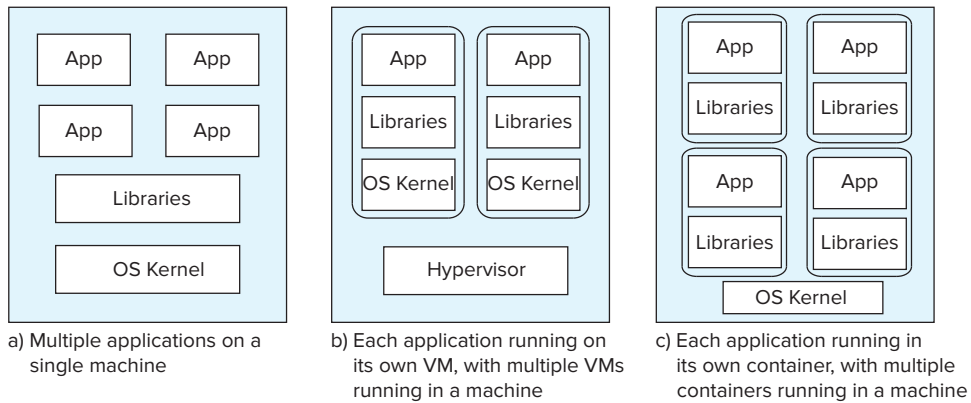 App App
App App
Libraries
OS Kernel
a) Multiple applications on a
single machine
App App
Libraries Libraries
OS Kernel OS Kernel
Hypervisor
b) Each application running on
its own VM, with multiple VMs
running in a machine
App App
Libraries Libraries
App App
Libraries Libraries
OS Kernel
c) Each application running in
its own container, with multiple
containers running in a machine